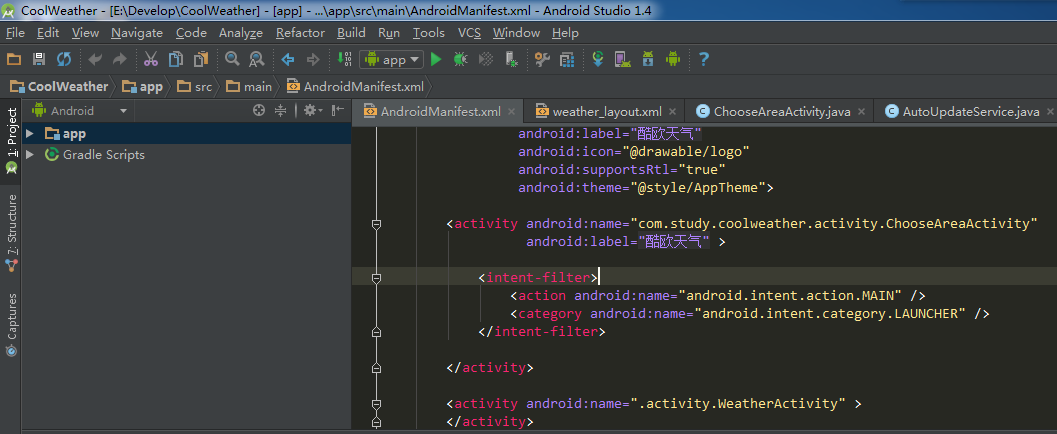 CoolWeather - [E:\Develop\CoolWeather] - [app] - ...\app\src\main\AndroidManifest.xml - Android Studio 1.4
File Edit View Navigate Code Analyze Refactor Build Run Tools VCS Window Help
app
CoolWeather app src main AndroidManifest.xml
Android
AndroidManifest.xml weather_layout.xml ChooseAreaActivity.java AutoUpdateService.java
1: Project
7: Structure
Captures
app
Gradle Scripts
android:label="酷欧天气"
android:icon="@drawable/logo"
android:supportsRtl="true"
android:theme="@style/AppTheme">
<activity android:name="com.study.coolweather.activity.ChooseAreaActivity"
android:label="酷欧天气" >
<intent-filter>
<action android:name="android.intent.action.MAIN" />
<category android:name="android.intent.category.LAUNCHER" />
</intent-filter>
</activity>
<activity android:name=".activity.WeatherActivity" >
</activity>